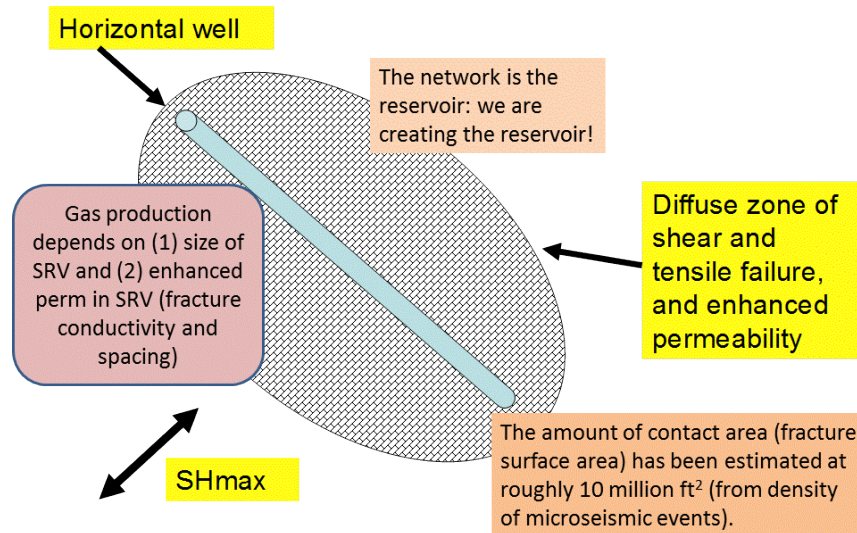 Horizontal well
The network is the
reservoir: we are
creating the reservoir!
Gas production
depends on (1) size of
SRV and (2) enhanced
perm in SRV (fracture
conductivity and
spacing)
Diffuse zone of
shear and
tensile failure,
and enhanced
permeability
SHmax
The amount of contact area (fracture
surface area) has been estimated at
roughly 10 million ft² (from density
of microseismic events).